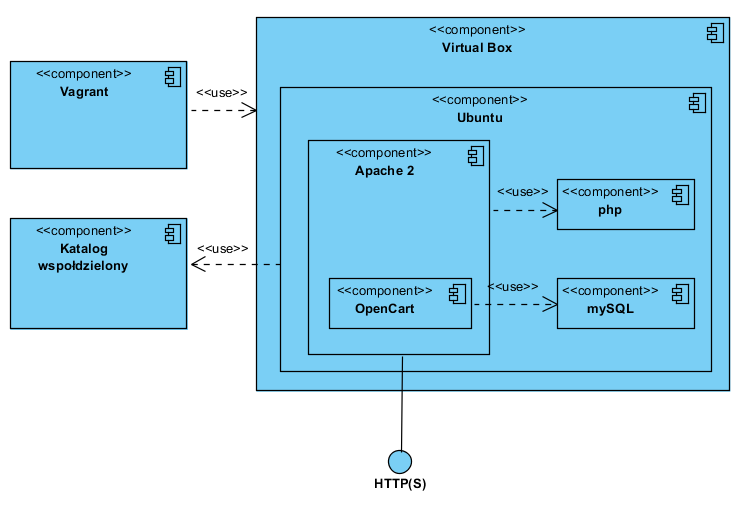 <<component>>
Virtual Box
<<component>>
Vagrant
<<use>>
<<component>>
Ubuntu
<<component>>
Apache 2
<<use>>
<<component>>
php
<<component>>
Katalog
wspołdzielony
<<use>>
<<component>>
OpenCart
<<use>>
<<component>>
mySQL
HTTP(S)